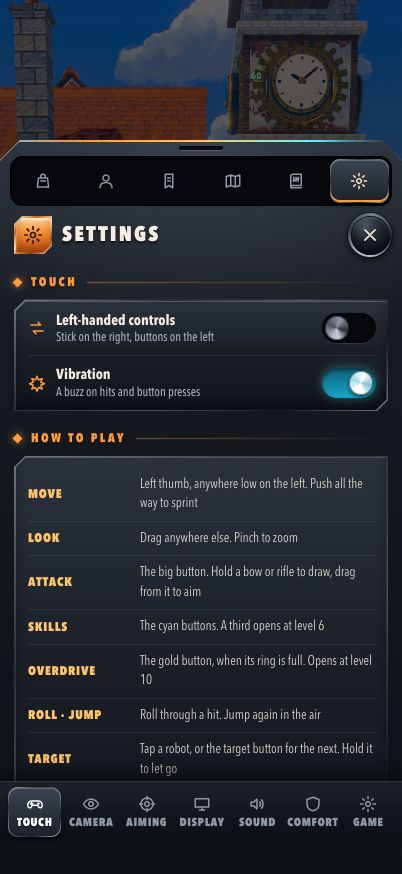 60
SETTINGS
TOUCH
Left-handed controls
Stick on the right, buttons on the left
Vibration
A buzz on hits and button presses
HOW TO PLAY
MOVE
Left thumb, anywhere low on the left. Push all the
way to sprint
LOOK
Drag anywhere else. Pinch to zoom
ATTACK
The big button. Hold a bow or rifle to draw, drag
from it to aim
SKILLS
The cyan buttons. A third opens at level 6
OVERDRIVE
The gold button, when its ring is full. Opens at level
10
ROLL · JUMP
Roll through a hit. Jump again in the air
TARGET
Tap a robot, or the target button for the next. Hold it
to let go
TOUCH
CAMERA
AIMING
DISPLAY
SOUND
COMFORT
GAME